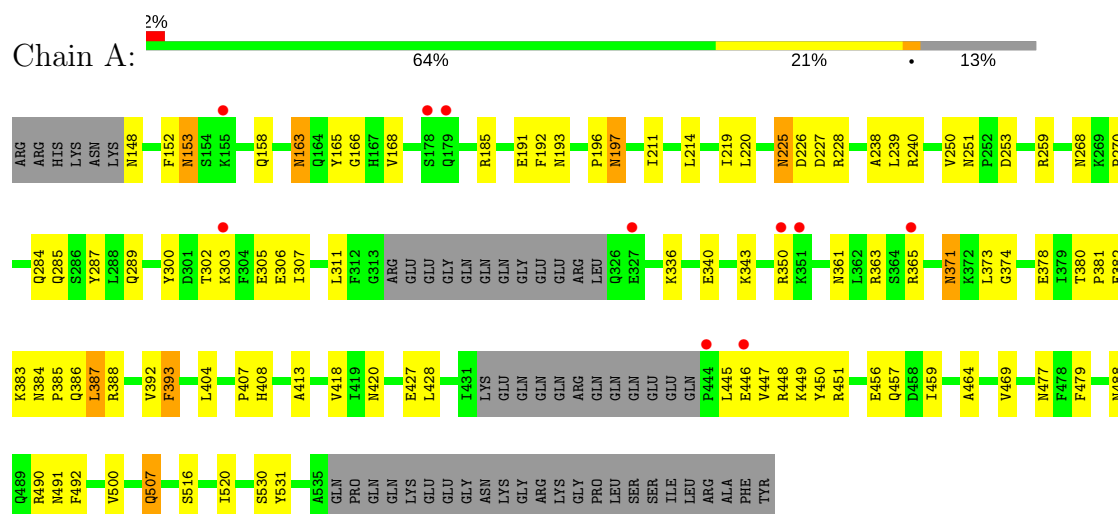 2%
Chain A:
64% 21% • 13%
ARG ARG HIS LYS ASN LYS N148 F152 N153 S154 K155 Q158 N163 Q164 Y165 G166 H167 V168 S178 Q179 R185 E191 F192 N193 P196 N197 I211 L214 I219 L220 N225 D226 D227 R228 A238 L239 R240 V250 N251 P252 D253 R259 N268 K269
Q284 Q285 S286 Y287 L288 Q289 Y300 D301 T302 K303 F304 E305 E306 I307 L311 F312 G313 ARG GLU GLU GLY GLN GLN GLN GLY GLU GLU ARG LEU Q326 E327 K336 E340 K343 R350 K351 N361 L362 R363 S364 R365 N371 K372 L373 G374 E378 I379 T380 P381
K383 N384 P385 Q386 L387 R388 V392 F393 L404 P407 H408 A413 V418 I419 N420 E427 L428 I431 LYS GLU GLN GLN GLN ARG GLN GLN GLN GLU GLU GLN P444 L445 E446 V447 R448 K449 Y450 R451 E456 Q457 D458 I459 A464 V469 N477 F478 F479
Q489 R490 N491 F492 V500 Q507 S516 I520 S530 Y531 A535 GLN PRO GLN GLN LYS GLU GLU GLY ASN LYS GLY ARG LYS GLY PRO LEU SER SER ILE LEU ARG ALA PHE TYR